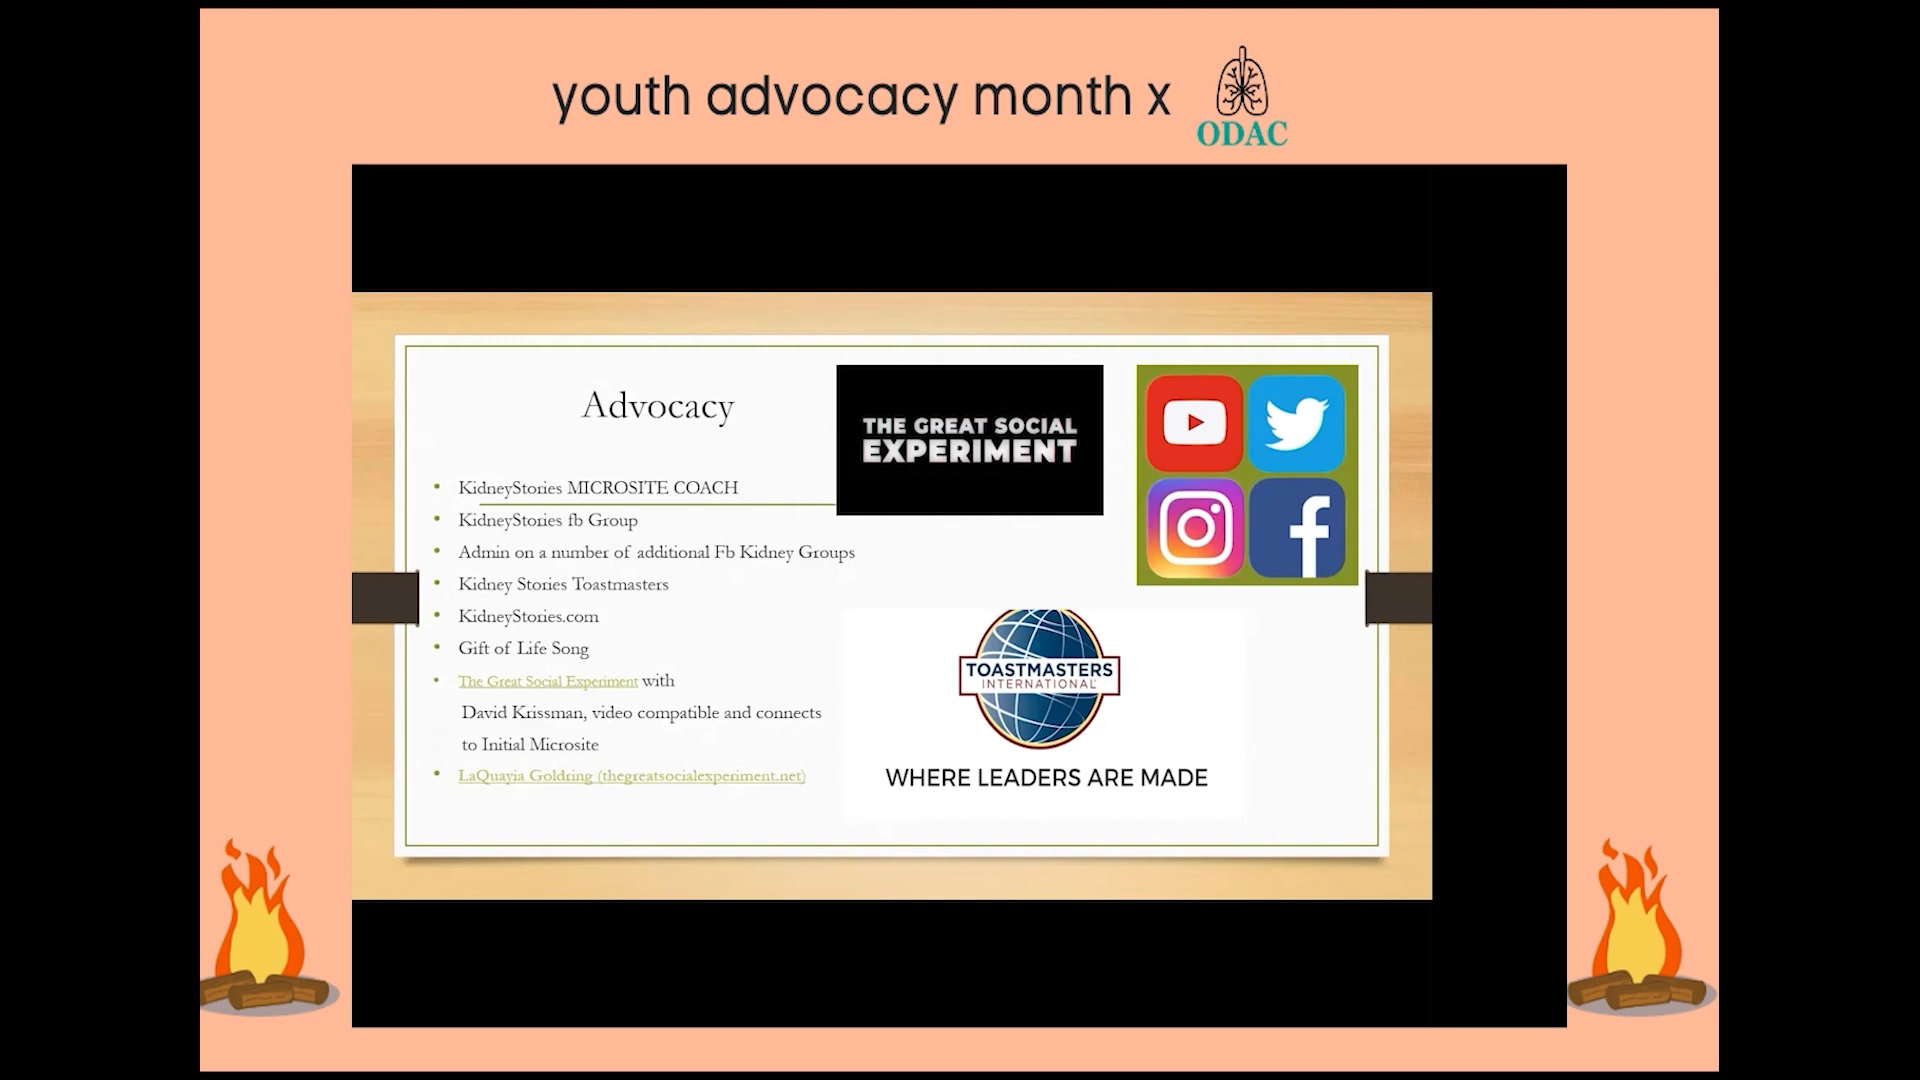 youth advocacy month x
ODAC
Advocacy
THE GREAT SOCIAL
EXPERIMENT
• KidneyStories MICROSITE COACH
• KidneyStories fb Group
• Admin on a number of additional Fb Kidney Groups
• Kidney Stories Toastmasters
• KidneyStories.com
• Gift of Life Song
• The Great Social Experiment with
David Krissman, video compatible and connects
to Initial Microsite
• LaQuayia Goldring (thegreatsocialexperiment.net)
TOASTMASTERS
INTERNATIONAL
WHERE LEADERS ARE MADE